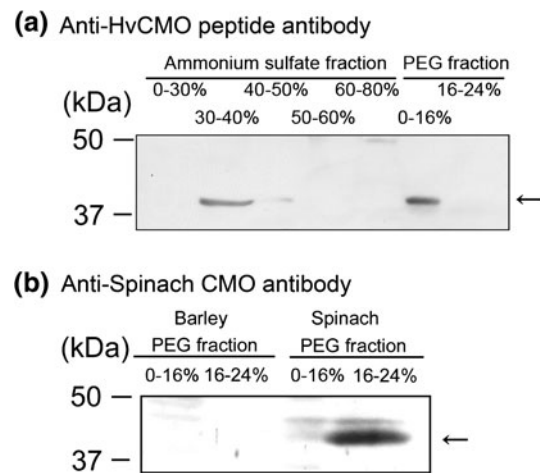 (a) Anti-HvCMO peptide antibody
Ammonium sulfate fraction PEG fraction
0-30% 40-50% 60-80% 16-24%
(kDa) 30-40% 50-60% 0-16%
50 –
37 – ←
(b) Anti-Spinach CMO antibody
Barley Spinach
(kDa) PEG fraction PEG fraction
0-16% 16-24% 0-16% 16-24%
50 –
37 – ←